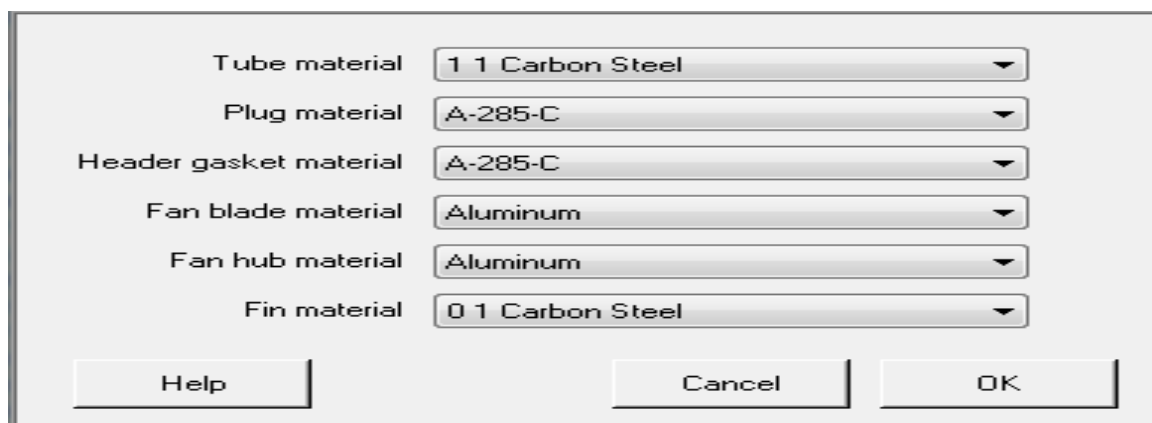 Tube material 1 1 Carbon Steel
Plug material A-285-C
Header gasket material A-285-C
Fan blade material Aluminum
Fan hub material Aluminum
Fin material 0 1 Carbon Steel
Help Cancel OK